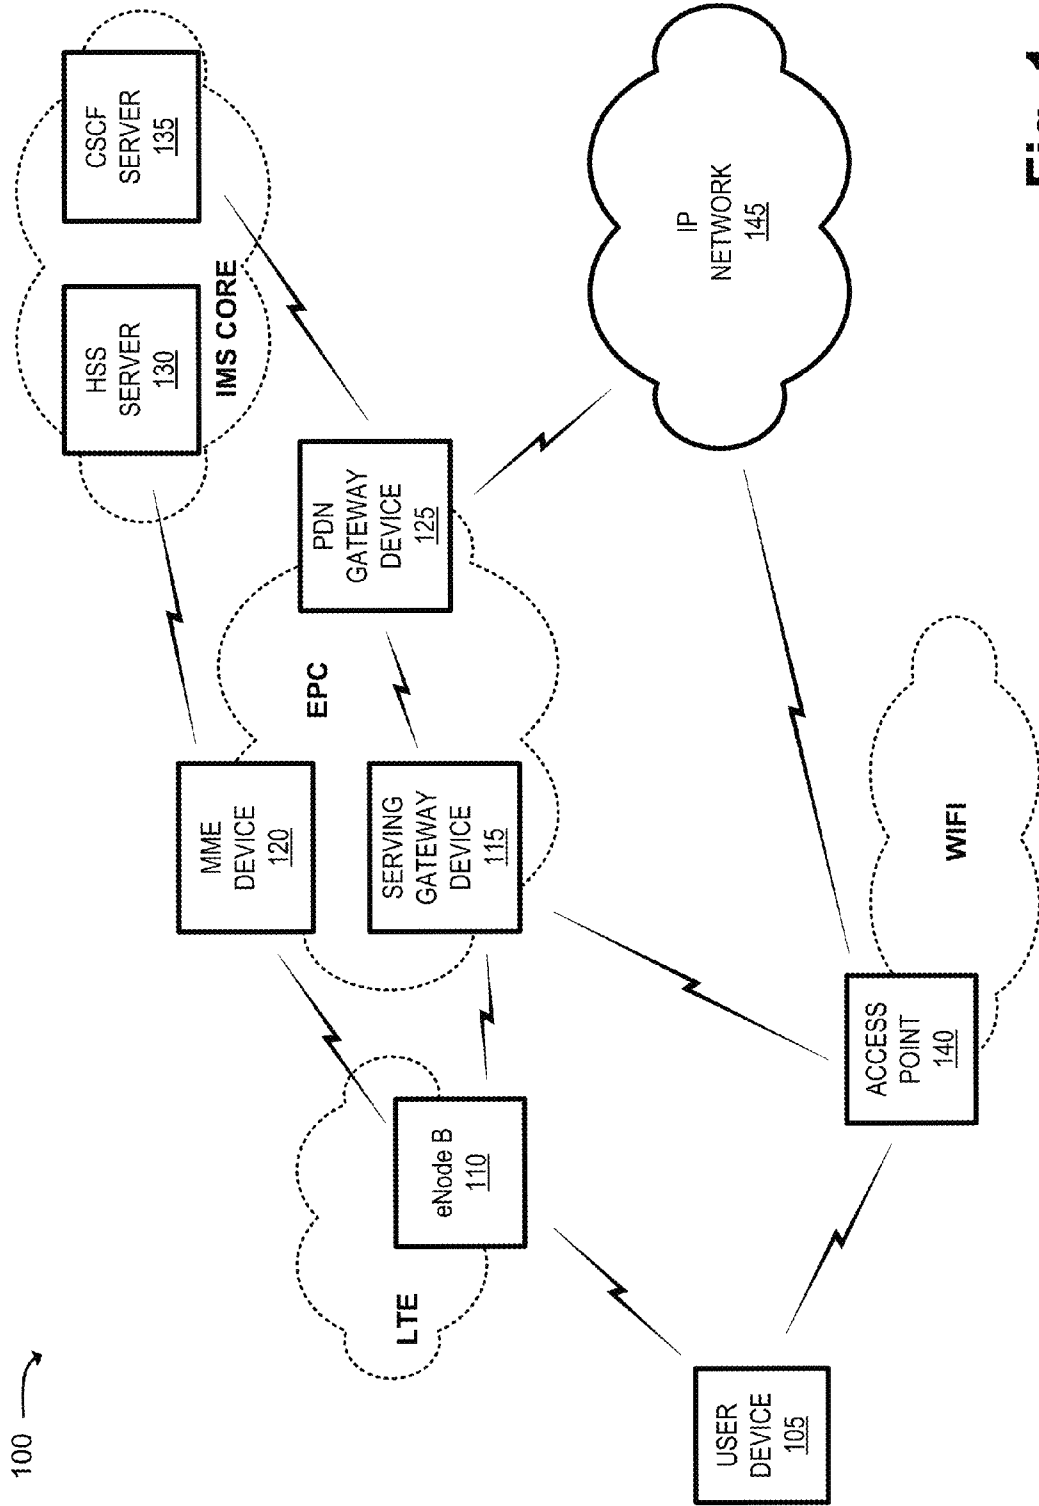 100
CSCF
SERVER
135
HSS
SERVER
130
IMS CORE
MME
DEVICE
120
EPC
PDN
GATEWAY
DEVICE
125
SERVING
GATEWAY
DEVICE
115
LTE
eNode B
110
IP
NETWORK
145
USER
DEVICE
105
ACCESS
POINT
140
WIFI